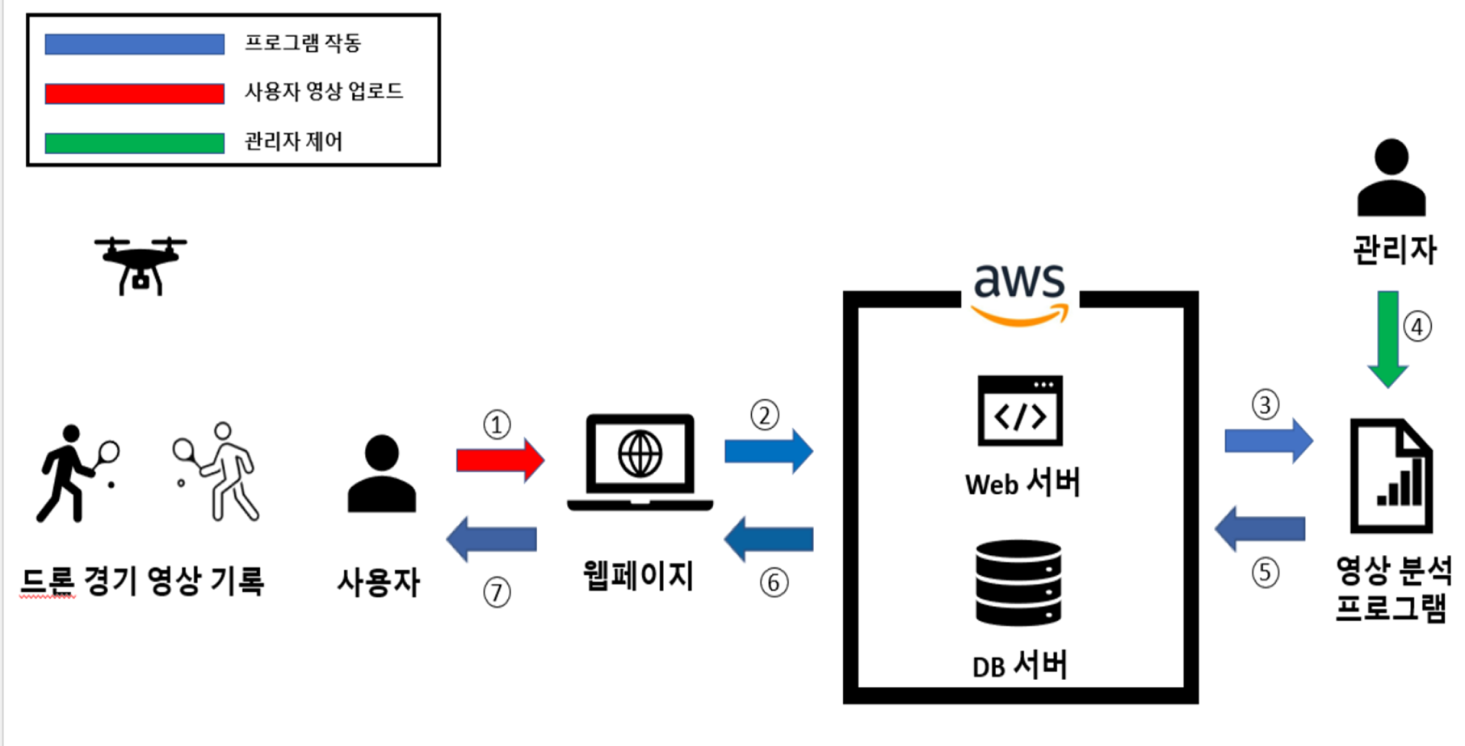 프로그램 작동
사용자 영상 업로드
관리자 제어
관리자
④
aws
①
②
③
</>
Web 서버
드론 경기 영상 기록
사용자
웹페이지
⑦
⑥
⑤
영상 분석
프로그램
DB 서버